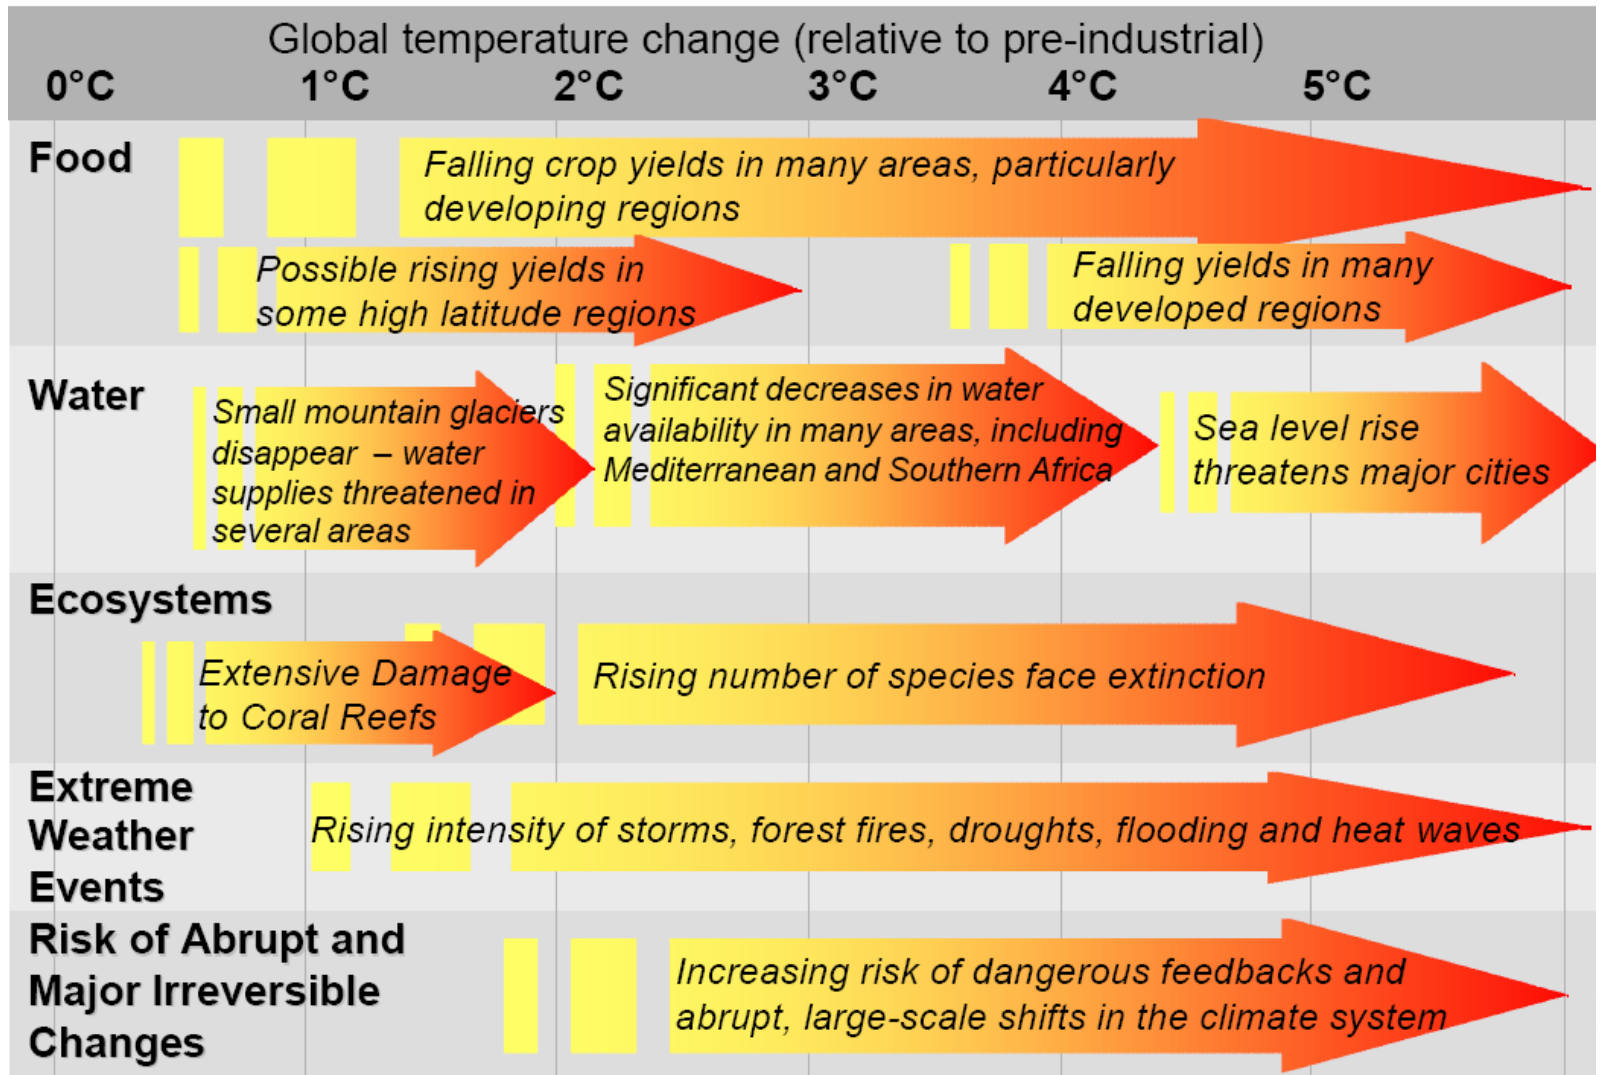 Global temperature change (relative to pre-industrial)
0°C 1°C 2°C 3°C 4°C 5°C
Food
Falling crop yields in many areas, particularly
developing regions
Possible rising yields in
some high latitude regions
Falling yields in many
developed regions
Water
Small mountain glaciers
disappear – water
supplies threatened in
several areas
Significant decreases in water
availability in many areas, including
Mediterranean and Southern Africa
Sea level rise
threatens major cities
Ecosystems
Extensive Damage
to Coral Reefs
Rising number of species face extinction
Extreme
Weather
Events
Rising intensity of storms, forest fires, droughts, flooding and heat waves
Risk of Abrupt and
Major Irreversible
Changes
Increasing risk of dangerous feedbacks and
abrupt, large-scale shifts in the climate system